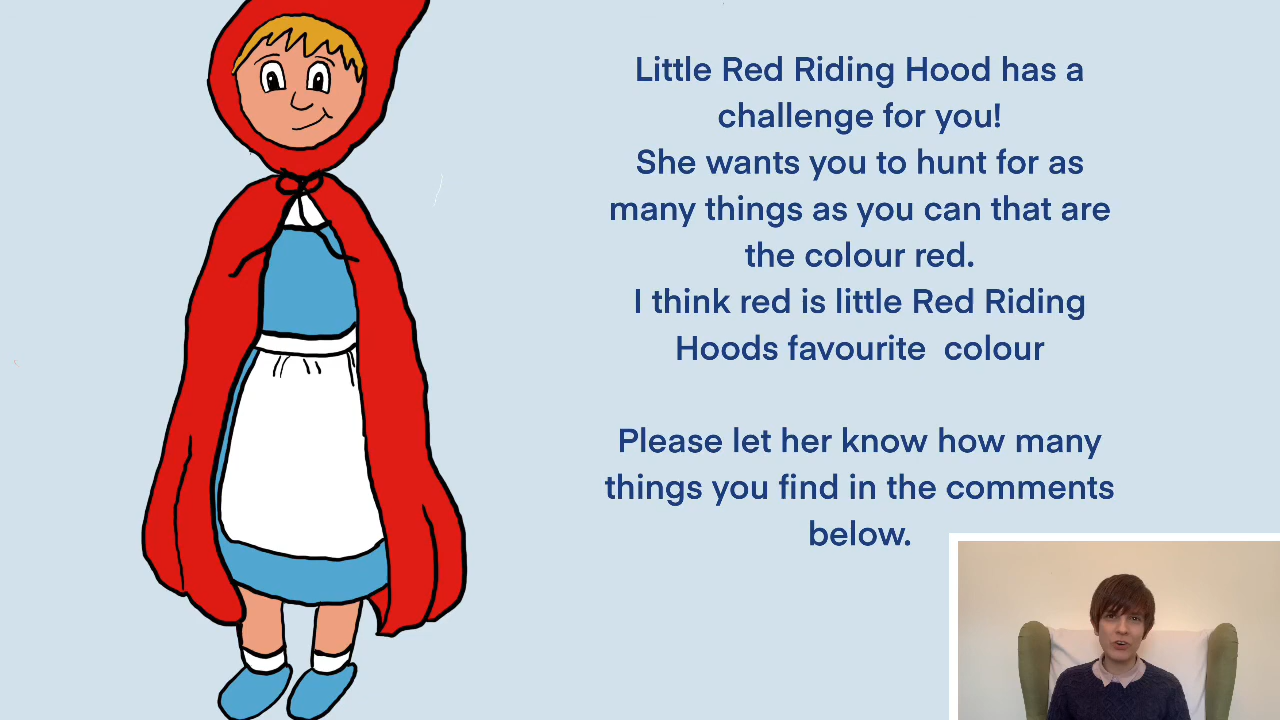 Little Red Riding Hood has a
challenge for you!
She wants you to hunt for as
many things as you can that are
the colour red.
I think red is little Red Riding
Hoods favourite  colour
Please let her know how many
things you find in the comments
below.